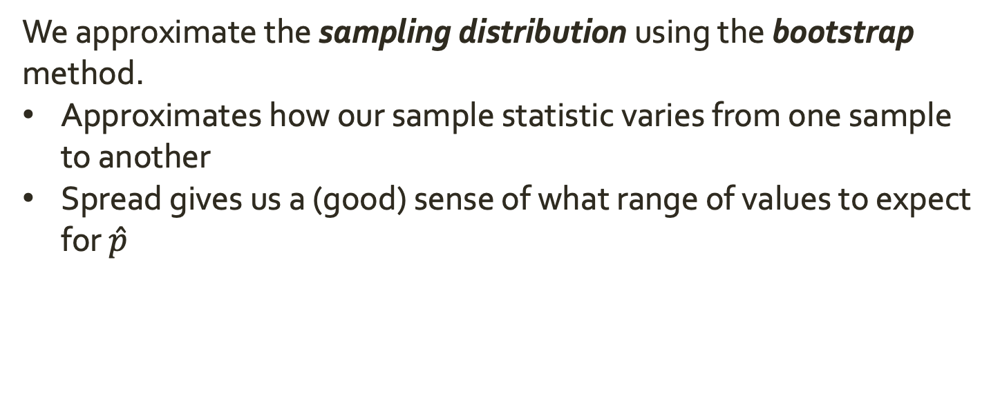 We approximate the sampling distribution using the bootstrap
method.
• Approximates how our sample statistic varies from one sample
to another
• Spread gives us a (good) sense of what range of values to expect
for p̂